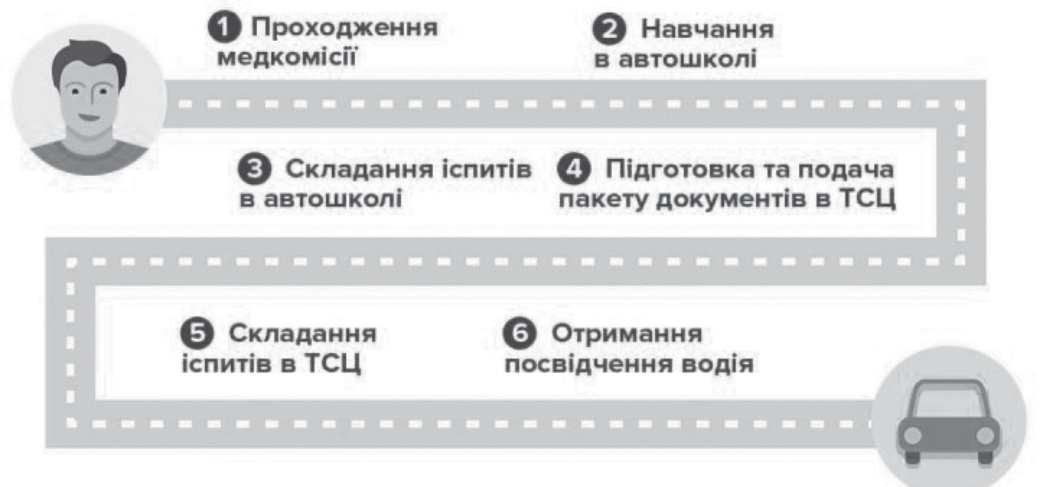 1 Проходження
медкомісії
2 Навчання
в автошколі
3 Складання іспитів
в автошколі
4 Підготовка та подача
пакету документів в ТСЦ
5 Складання
іспитів в ТСЦ
6 Отримання
посвідчення водія